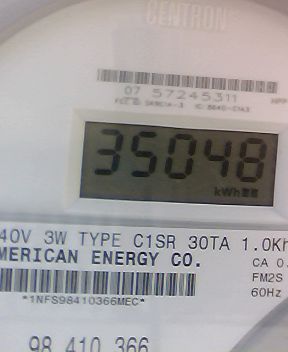 CENTRON
07 57245311
35048
kWh
40V 3W TYPE C1SR 30TA 1.0Kh
MERICAN ENERGY CO.
CA 0.
FM2S
60Hz
*1NFS98410366MEC*
98 410 366